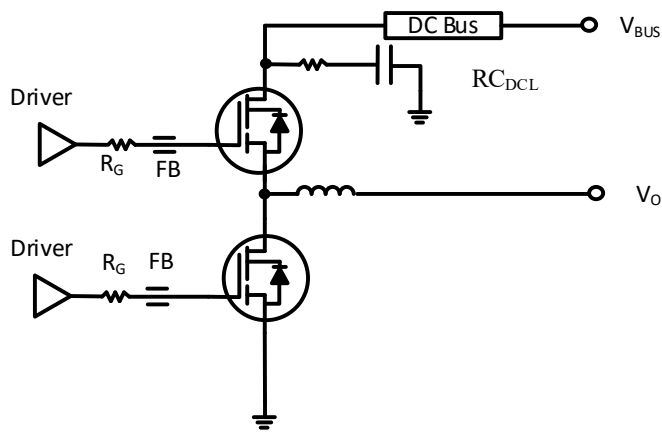 DC Bus
V_BUS
RC_DCL
Driver
R_G
FB
V_O
Driver
R_G
FB